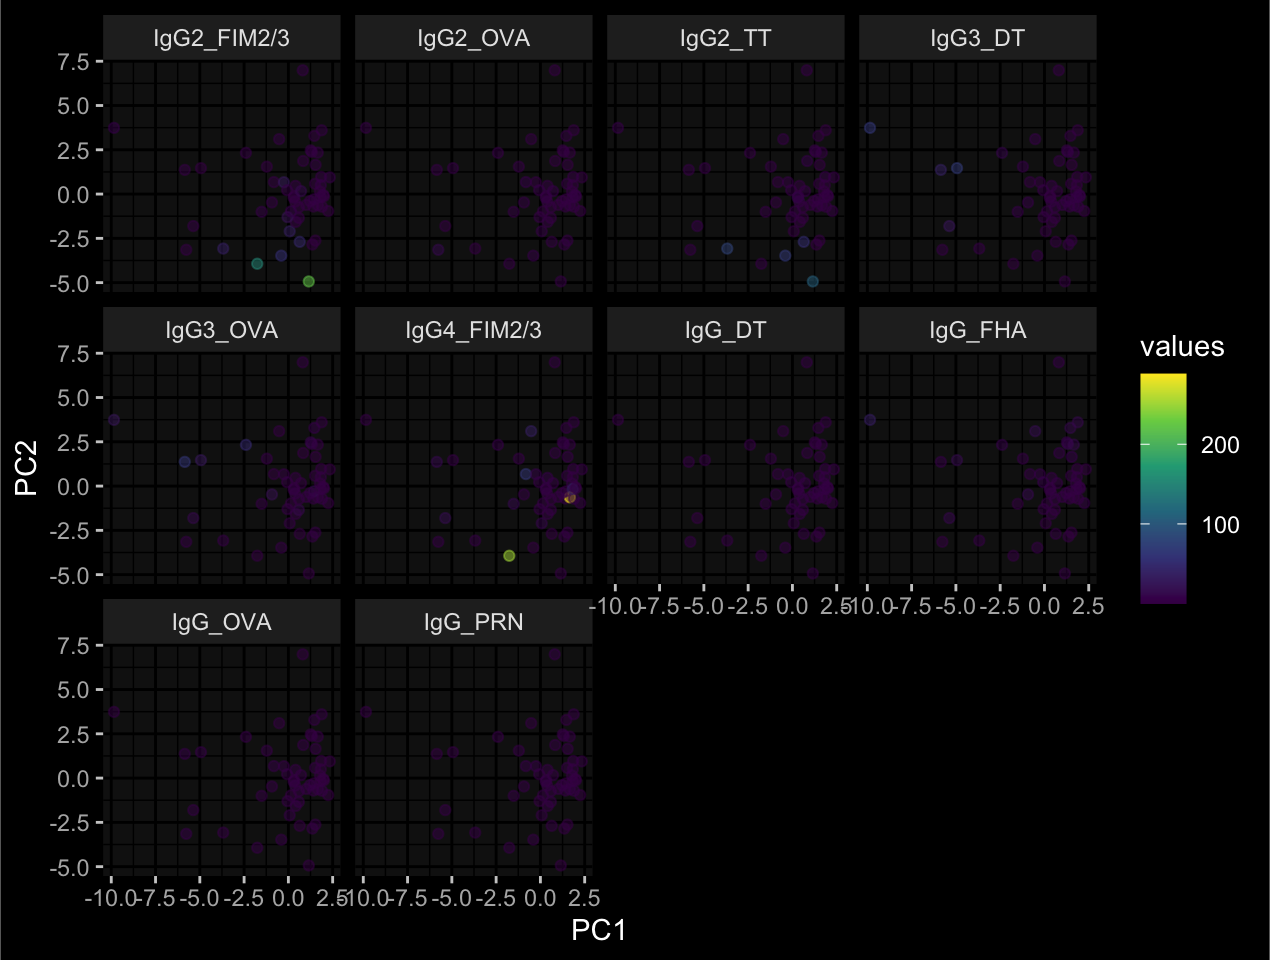 IgG2_FIM2/3 IgG2_OVA IgG2_TT IgG3_DT
7.5
5.0
2.5
0.0
-2.5
-5.0
IgG3_OVA IgG4_FIM2/3 IgG_DT IgG_FHA
7.5
5.0
2.5
0.0
-2.5
-5.0
-10.0 -7.5 -5.0 -2.5 0.0 2.5 -10.0 -7.5 -5.0 -2.5 0.0 2.5
IgG_OVA IgG_PRN
7.5
5.0
2.5
0.0
-2.5
-5.0
-10.0 -7.5 -5.0 -2.5 0.0 2.5 -10.0 -7.5 -5.0 -2.5 0.0 2.5
PC1
PC2
values
200
100